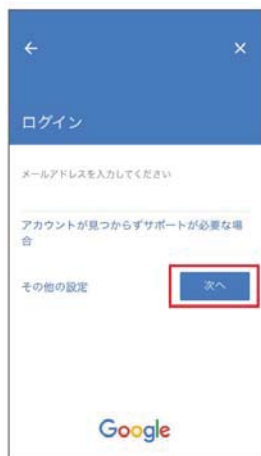 ログイン
メールアドレスを入力してください
アカウントが見つからずサポートが必要な場
合
その他の設定
次へ
Google